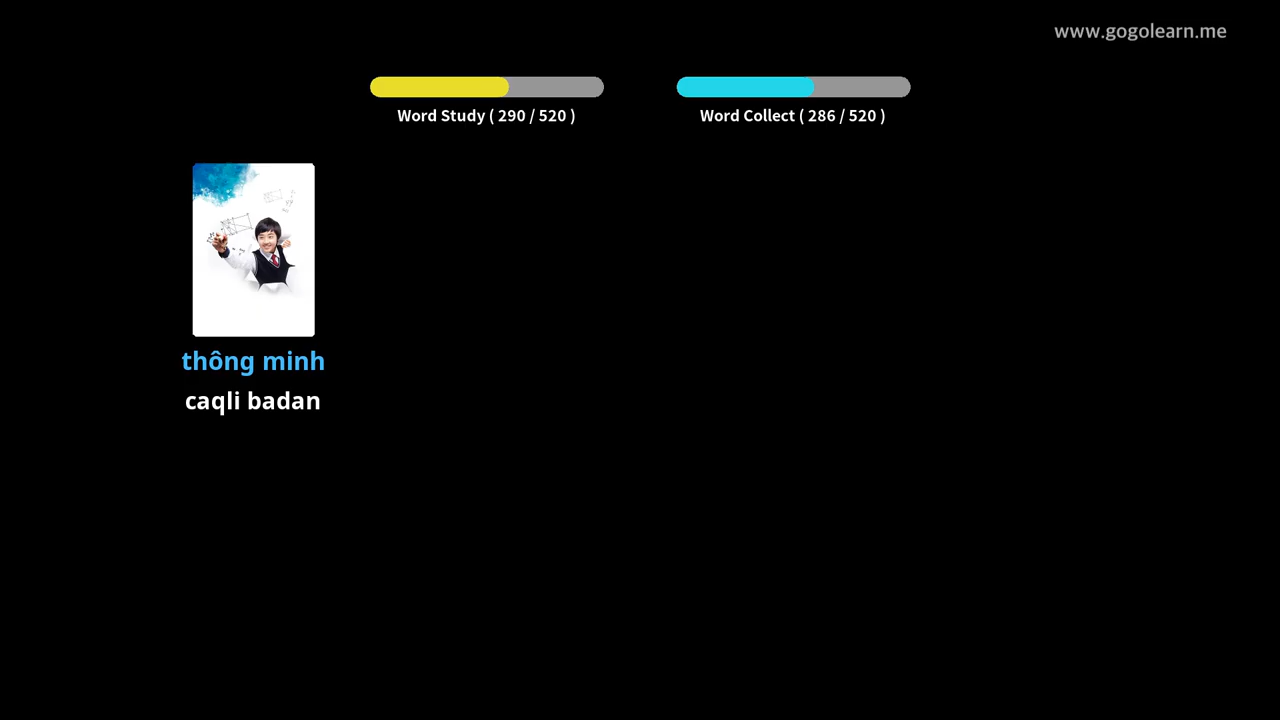 www.gogolearn.me
Word Study ( 290 / 520 )
Word Collect ( 286 / 520 )
thông minh
caqli badan